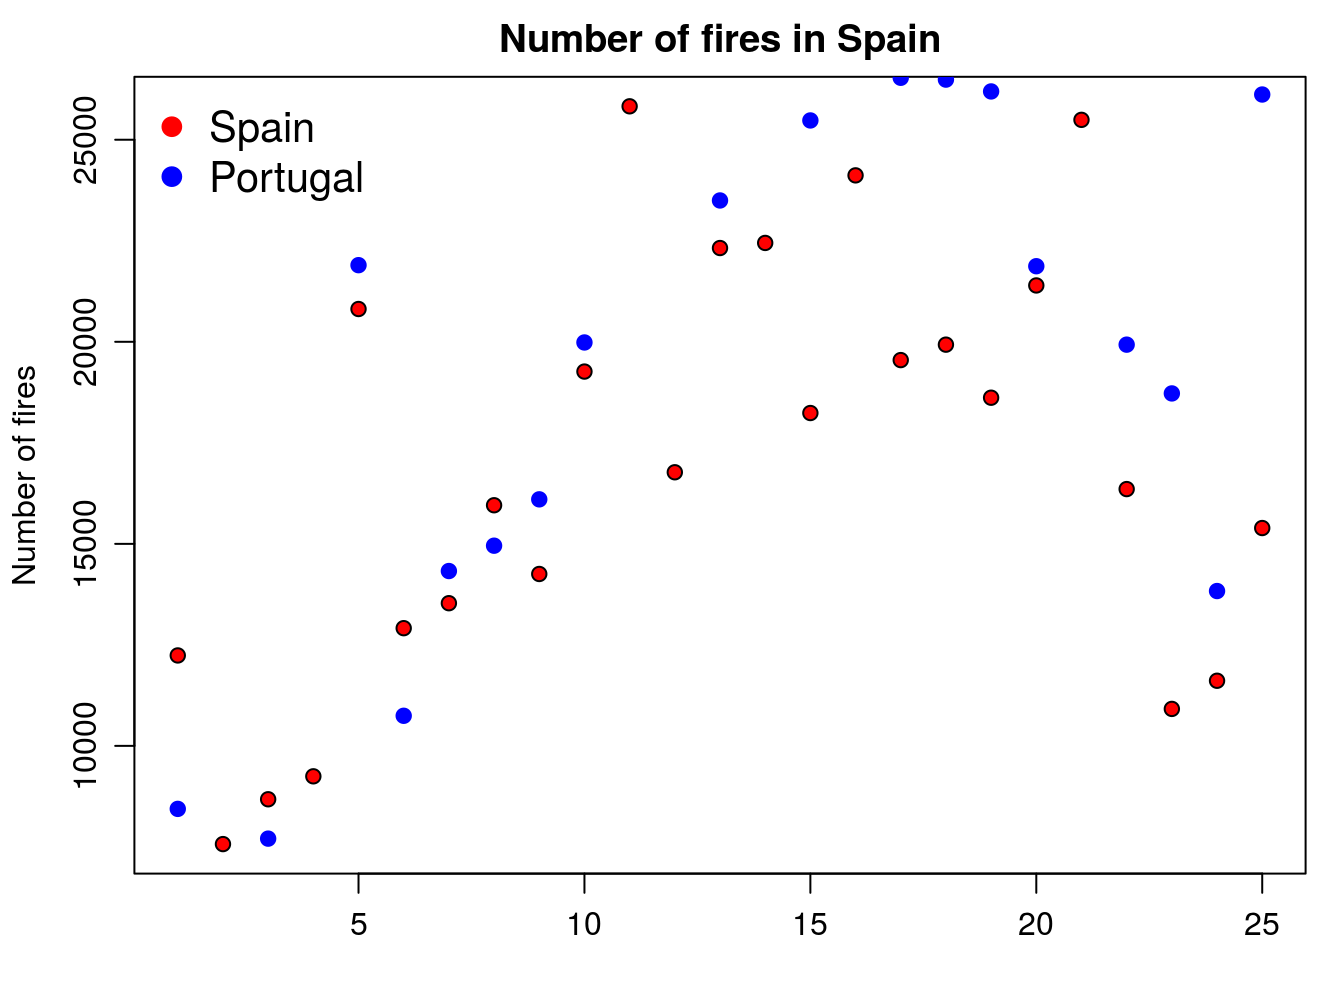 Number of fires in Spain
Spain
Portugal
Number of fires
25000
20000
15000
10000
5 10 15 20 25